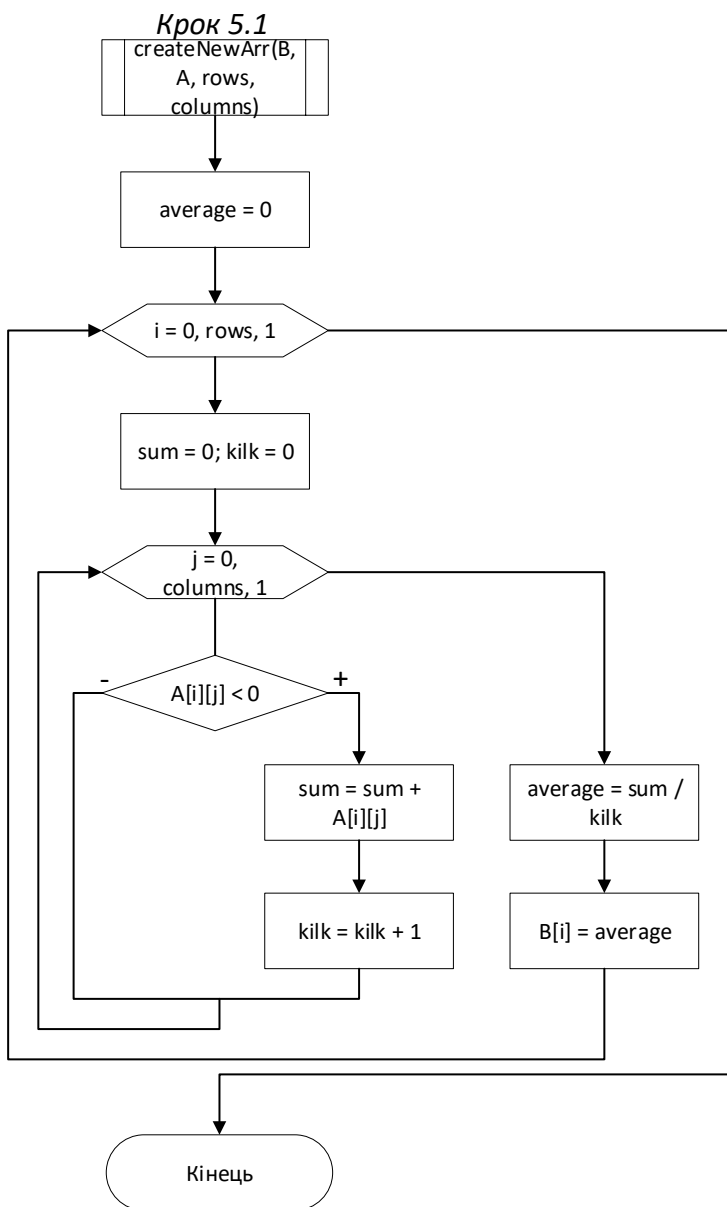 Крок 5.1
createNewArr(B,
A, rows,
columns)
average = 0
i = 0, rows, 1
sum = 0; kilk = 0
j = 0,
columns, 1
-
A[i][j] < 0
+
sum = sum +
A[i][j]
average = sum /
kilk
kilk = kilk + 1
B[i] = average
Кінець